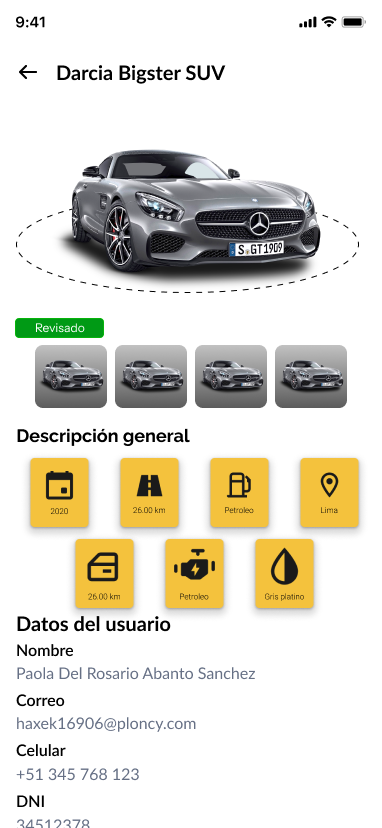 9:41
Darcia Bigster SUV
S GT1909
Revisado
Descripción general
2020
26.00 km
Petroleo
Lima
26.00 km
Petroleo
Gris platino
Datos del usuario
Nombre
Paola Del Rosario Abanto Sanchez
Correo
haxek16906@ploncy.com
Celular
+51 345 768 123
DNI
34512378